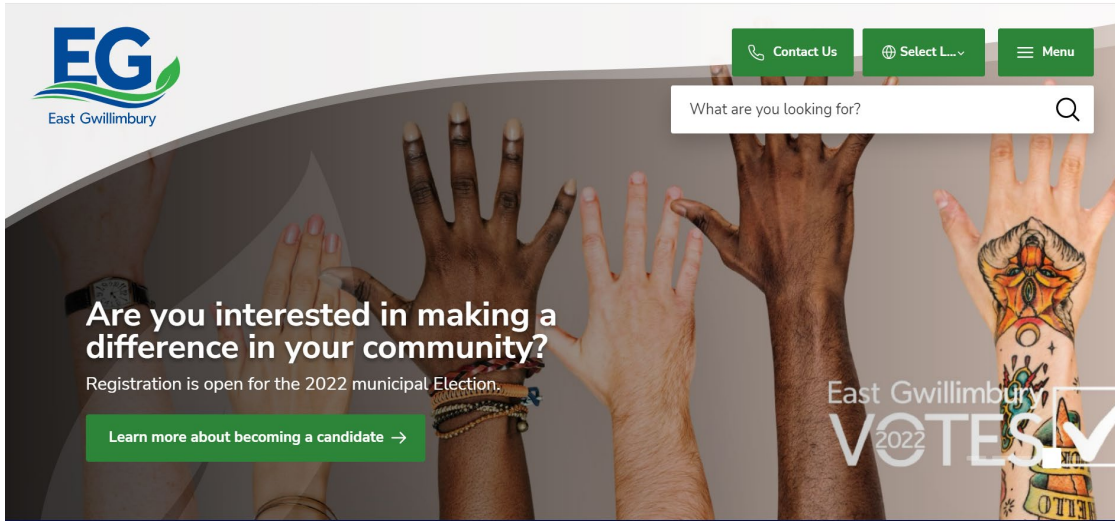 EG
East Gwillimbury
Contact Us
Select L...
Menu
What are you looking for?
Are you interested in making a
difference in your community?
Registration is open for the 2022 municipal Election.
Learn more about becoming a candidate →
East Gwillimbury
VOTES
2022
HELLO